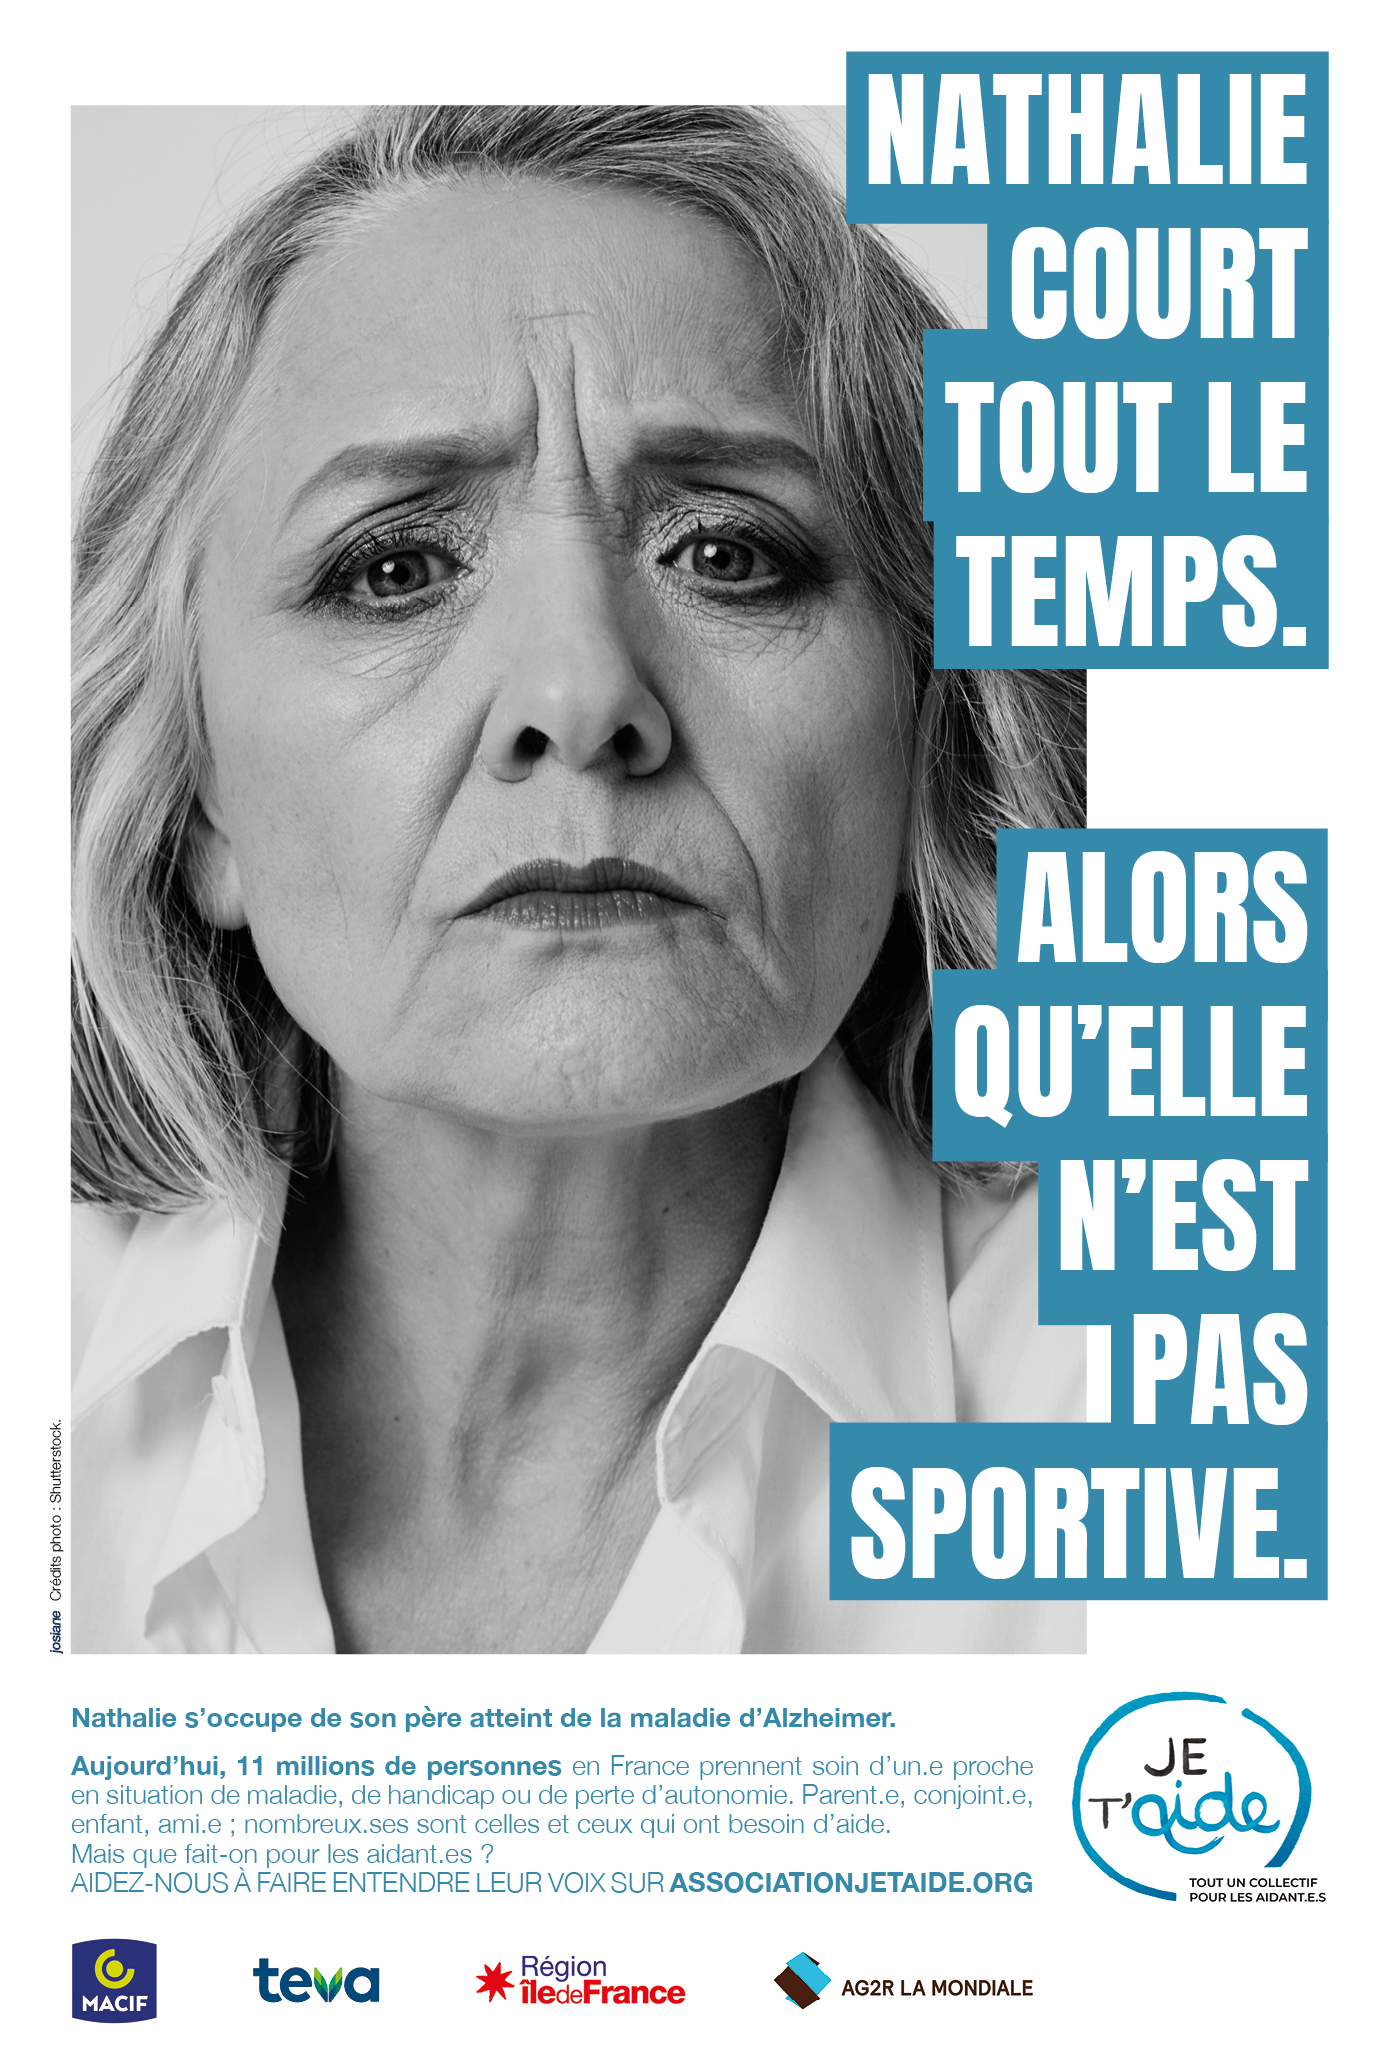 NATHALIE
COURT
TOUT LE
TEMPS.
ALORS
QU’ELLE
N’EST
PAS
SPORTIVE.
josiane Crédits photo : Shutterstock.
Nathalie s’occupe de son père atteint de la maladie d’Alzheimer.
Aujourd’hui, 11 millions de personnes en France prennent soin d’un.e proche
en situation de maladie, de handicap ou de perte d’autonomie. Parent.e, conjoint.e,
enfant, ami.e ; nombreux.ses sont celles et ceux qui ont besoin d’aide.
Mais que fait-on pour les aidant.es ?
AIDEZ-NOUS À FAIRE ENTENDRE LEUR VOIX SUR ASSOCIATIONJETAIDE.ORG
JE
T’aide
TOUT UN COLLECTIF
POUR LES AIDANT.E.S
MACIF
teva
Région
îledeFrance
AG2R LA MONDIALE